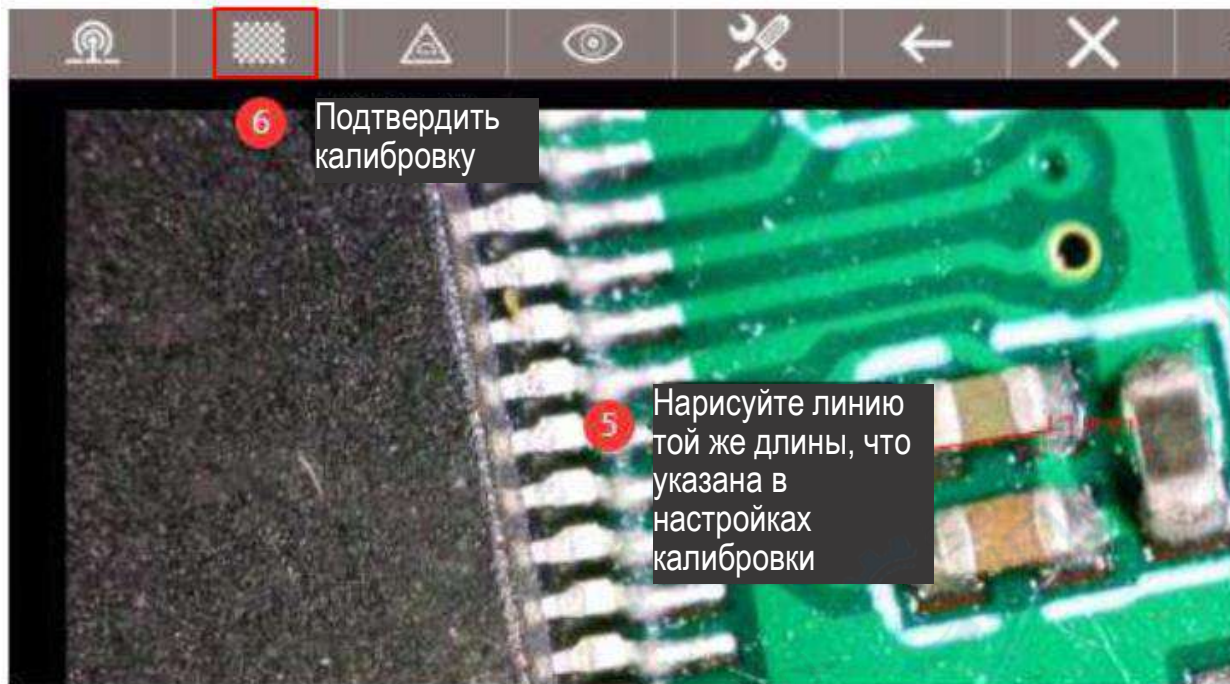 6
Подтвердить
калибровку
5
Нарисуйте линию
той же длины, что
указана в
настройках
калибровки